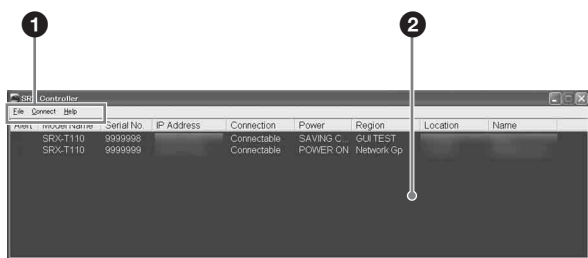 1 2
SRX Controller
File Connect Help
Alert Model Name Serial No. IP Address Connection Power Region Location Name
SRX-T110 9999998 Connectable SAVING C... GUI TEST
SRX-T110 9999999 Connectable POWER ON Network Gp